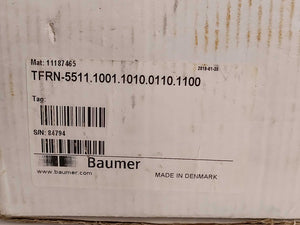 Mat: 11187465
2018-01-28
TFRN-5511.1001.1010.0110.1100
Tag:
S/N: 84794
Baumer
www.baumer.com
MADE IN DENMARK